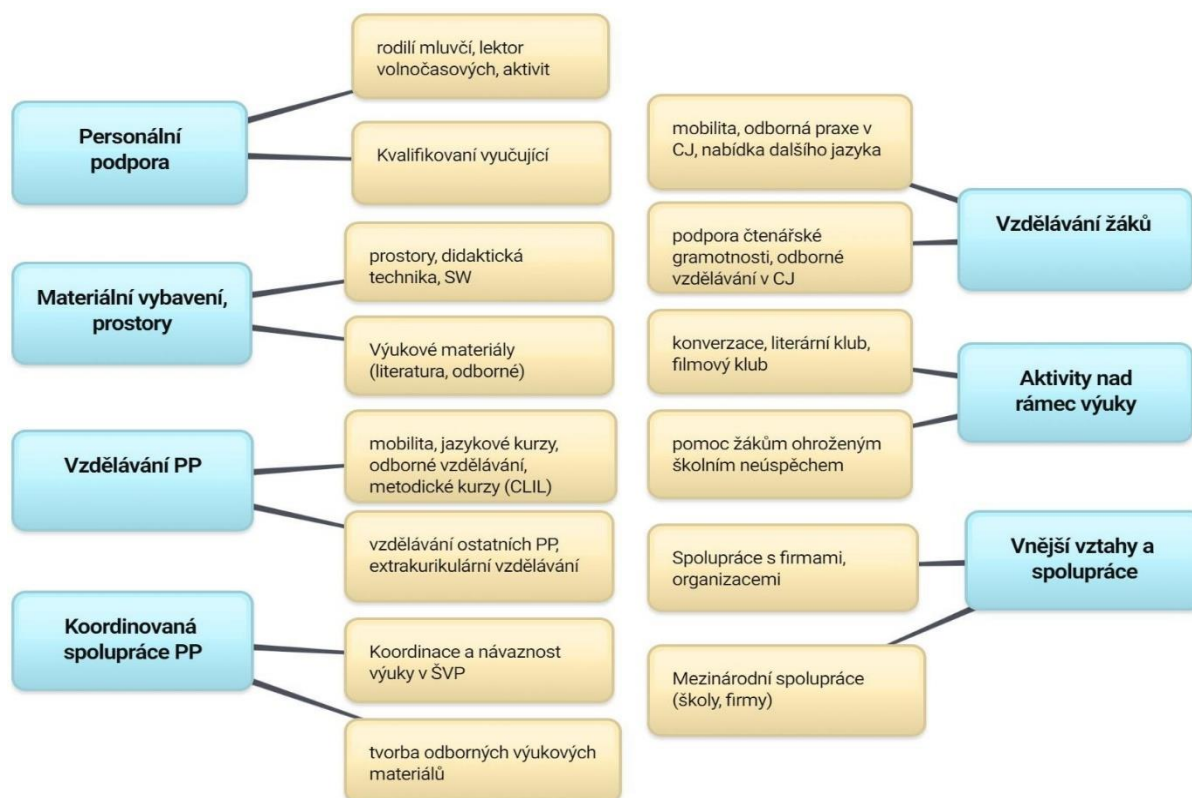 Personální
podpora
rodilí mluvčí, lektor
volnočasových, aktivit
Kvalifikovaní vyučující
Materiální vybavení,
prostory
prostory, didaktická
technika, SW
Výukové materiály
(literatura, odborné)
Vzdělávání PP
mobilita, jazykové kurzy,
odborné vzdělávání,
metodické kurzy (CLIL)
vzdělávání ostatních PP,
extrakurikulární vzdělávání
Koordinovaná
spolupráce PP
Koordinace a návaznost
výuky v ŠVP
tvorba odborných výukových
materiálů
mobilita, odborná praxe v
CJ, nabídka dalšího jazyka
podpora čtenářské
gramotnosti, odborné
vzdělávání v CJ
Vzdělávání žáků
konverzace, literární klub,
filmový klub
pomoc žákům ohroženým
školním neúspěchem
Aktivity nad
rámec výuky
Spolupráce s firmami,
organizacemi
Mezinárodní spolupráce
(školy, firmy)
Vnější vztahy a
spolupráce